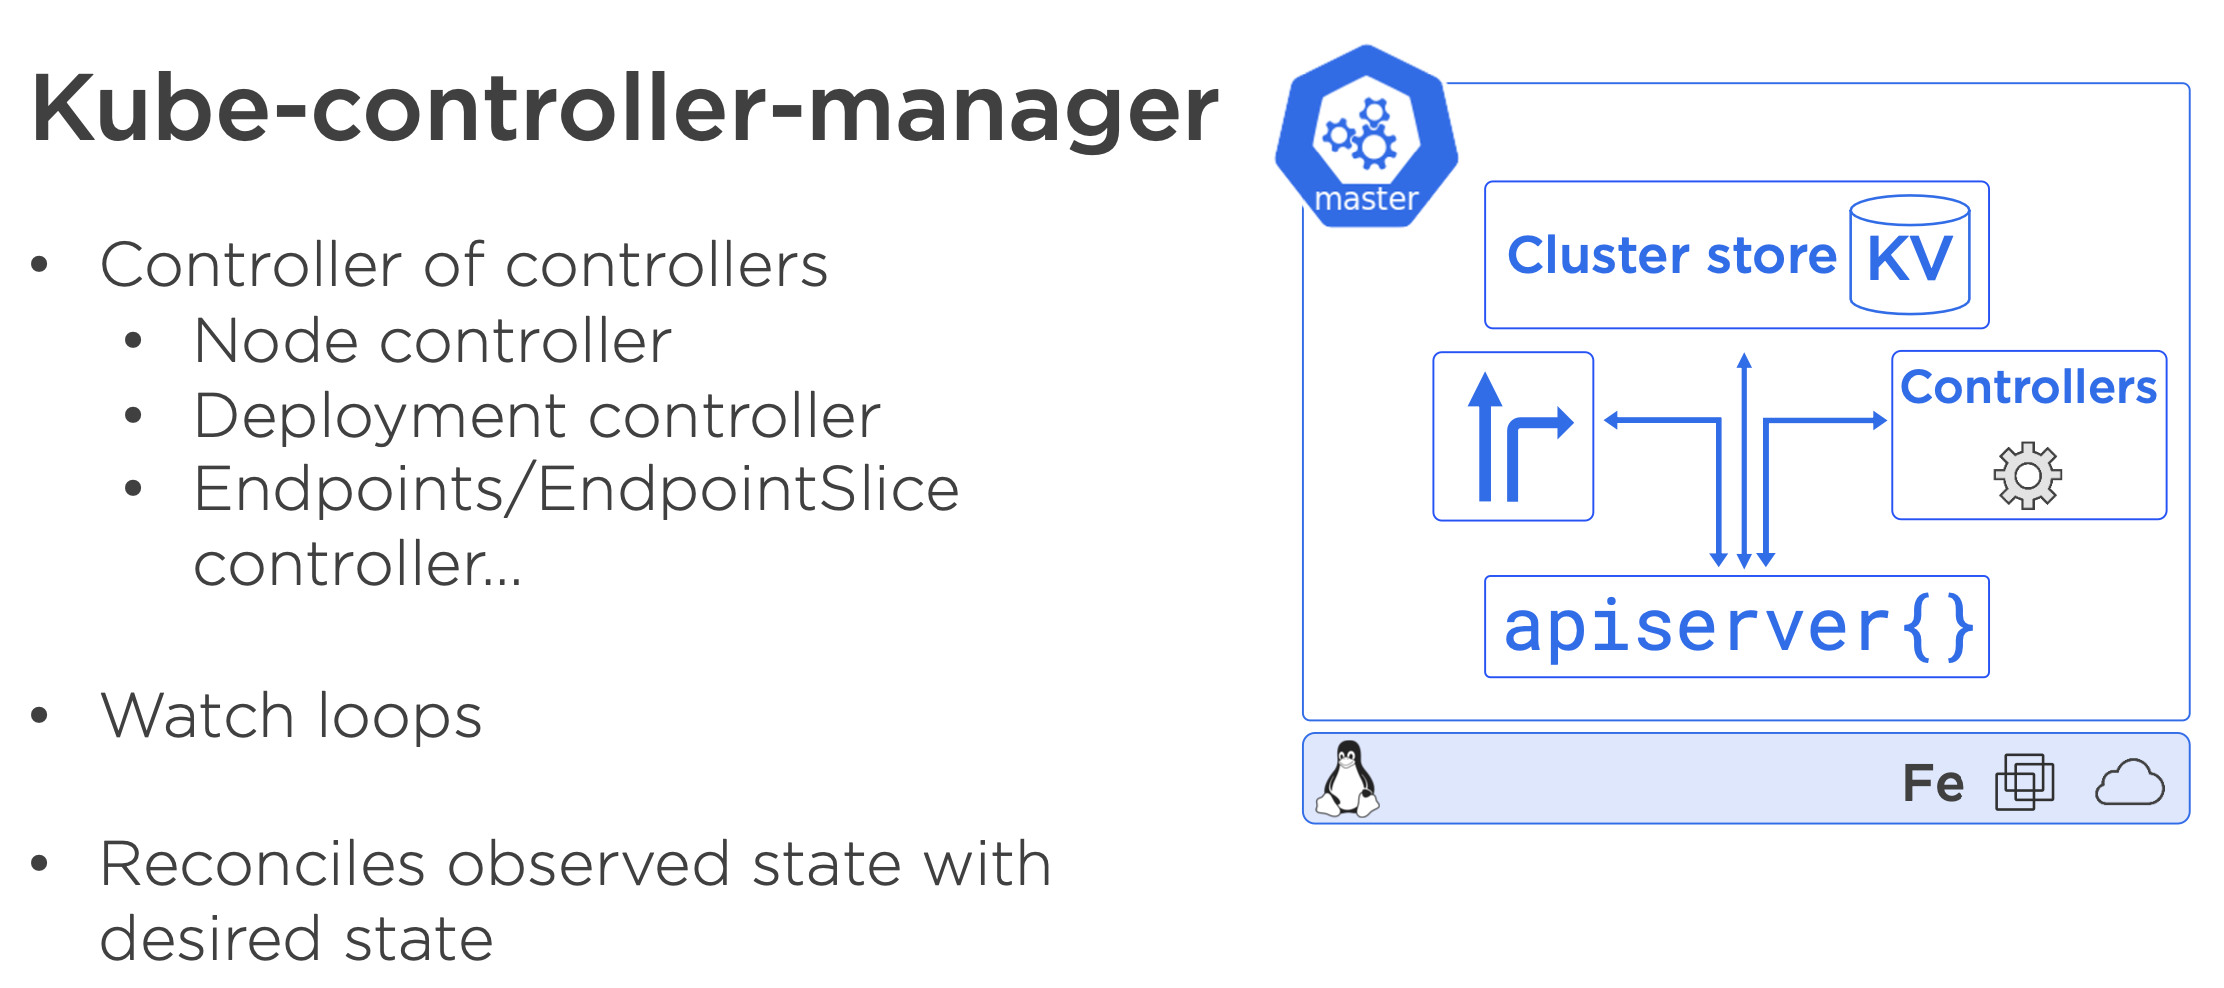 Kube-controller-manager
• Controller of controllers
• Node controller
• Deployment controller
• Endpoints/EndpointSlice
controller...
• Watch loops
• Reconciles observed state with
desired state
master
Cluster store KV
Controllers
apiserver{}
Fe